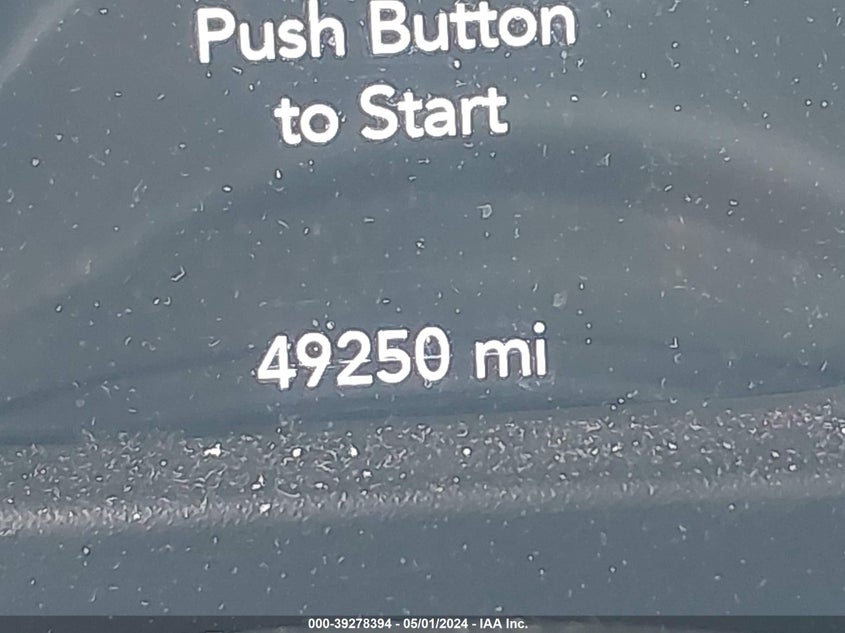 Push Button
to Start
49250 mi
000-39278394 - 05/01/2024 - IAA Inc.